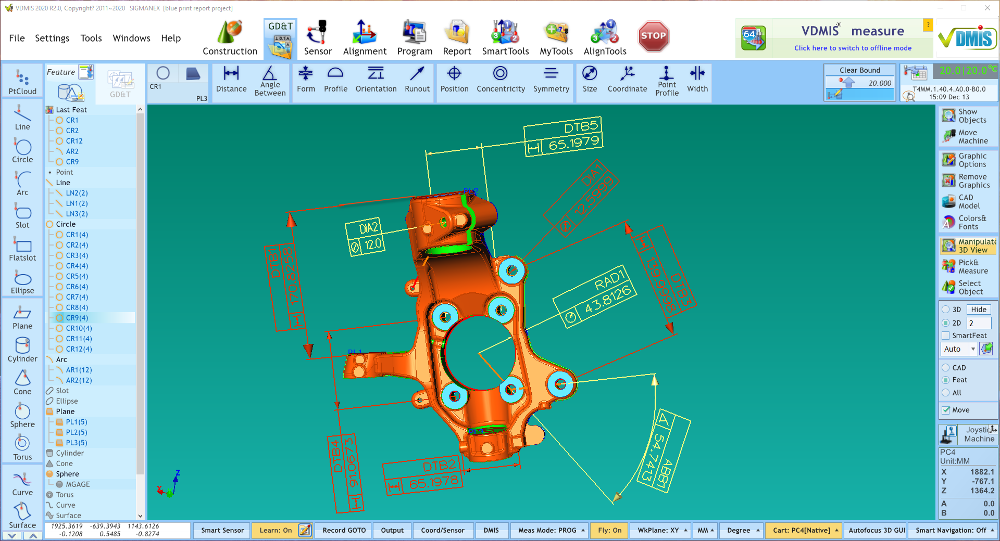 VDMIS 2020 R2.0, Copyright? 2011~2020 SIGMANEX [blue print report project]
File Settings Tools Windows Help
Construction
GD&T
Sensor
Alignment
Program
Report
SmartTools
MyTools
AlignTools
STOP
64
VDMIS® measure
Click here to switch to offline mode
?
VDMIS
PtCloud
Line
Circle
Arc
Slot
Flatslot
Ellipse
Plane
Cylinder
Cone
Sphere
Torus
Curve
Surface
Feature
GD&T
Last Feat
CR1
CR2
CR12
AR2
CR9
Point
Line
LN2(2)
LN1(2)
LN3(2)
Circle
CR1(4)
CR2(4)
CR3(4)
CR4(4)
CR5(4)
CR6(4)
CR7(4)
CR8(4)
CR9(4)
CR10(4)
CR11(4)
CR12(4)
Arc
AR1(12)
AR2(12)
Slot
Ellipse
Plane
PL1(5)
PL2(5)
PL3(5)
Cylinder
Cone
Sphere
MGAGE
Torus
Curve
Surface
CR1
PL3
Distance
Angle
Between
Form
Profile
Orientation
Runout
Position
Concentricity
Symmetry
Size
Coordinate
Point
Profile
Width
Clear Bound
20.000
20.0|20.0°C
T4MM.1.40.4.A0.0-B0.0
15:09 Dec 13
DTB5
65.1979
DIA1
12.5999
DIA2
12.0
DTB1
170.8258
RAD1
43.8126
DTB3
139.9998
PL1
DTB4
91.0673
DTB2
65.1978
ABB1
54.7413
Z
X
Y
Show
Objects
Move
Machine
Graphic
Options
Remove
Graphics
CAD
Model
Colors&
Fonts
Manipulate
3D View
Pick&
Measure
Select
Object
3D Hide
2D 2
SmartFeat
Auto
CAD
Feat
All
Move
Joystic
Machine
PC4
Unit:MM
X 1882.1
Y -767.1
Z 1364.2
A 0.0
B 0.0
1925.3619 -639.3943 1143.6126
-0.1208 0.5485 -0.8274
Smart Sensor
Learn: On
Record GOTO
Output
Coord/Sensor
DMIS
Meas Mode: PROG
Fly: On
WkPlane: XY
MM
Degree
Cart: PC4[Native]
Autofocus 3D GUI
Smart Navigation: Off